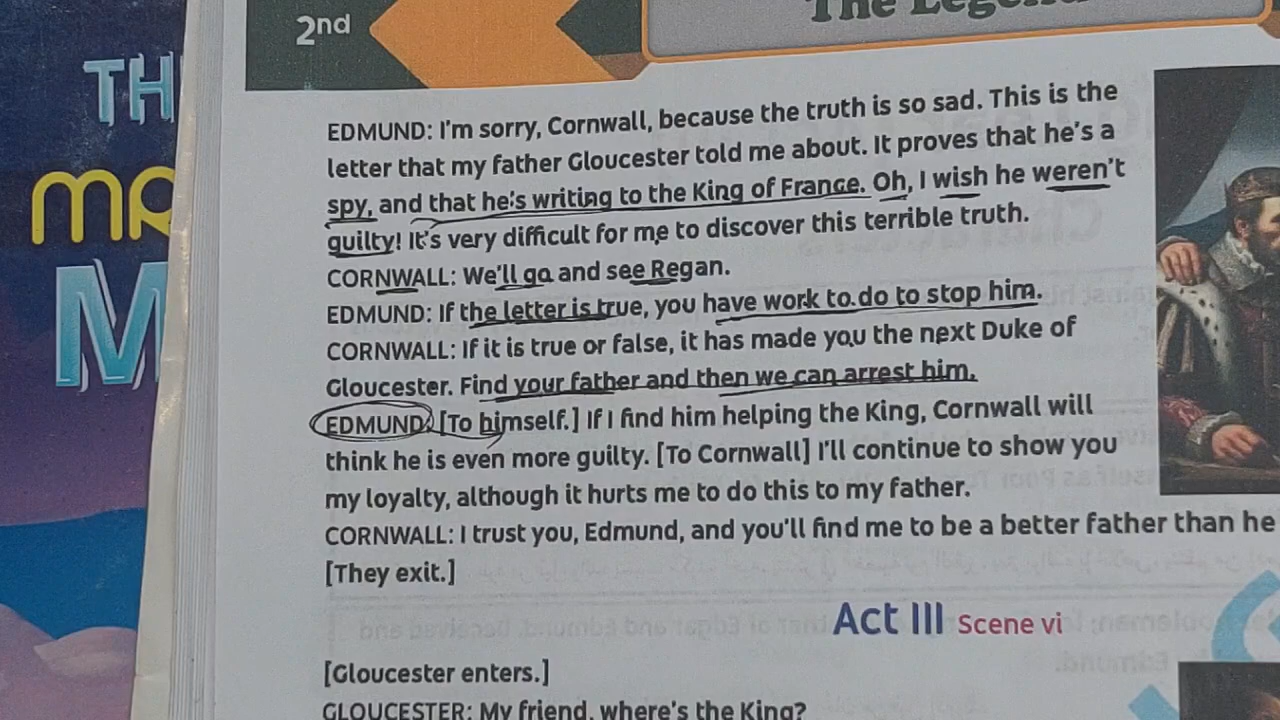 2nd
The Legend
TH
MR
M
EDMUND: I'm sorry, Cornwall, because the truth is so sad. This is the
letter that my father Gloucester told me about. It proves that he's a
spy, and that he's writing to the King of France. Oh, I wish he weren't
guilty! It's very difficult for me to discover this terrible truth.
CORNWALL: We'll go and see Regan.
EDMUND: If the letter is true, you have work to do to stop him.
CORNWALL: If it is true or false, it has made you the next Duke of
Gloucester. Find your father and then we can arrest him.
EDMUND: [To himself.] If I find him helping the King, Cornwall will
think he is even more guilty. [To Cornwall] I'll continue to show you
my loyalty, although it hurts me to do this to my father.
CORNWALL: I trust you, Edmund, and you'll find me to be a better father than he
[They exit.]
Act III Scene vi
[Gloucester enters.]
GLOUCESTER: My friend, where's the King?